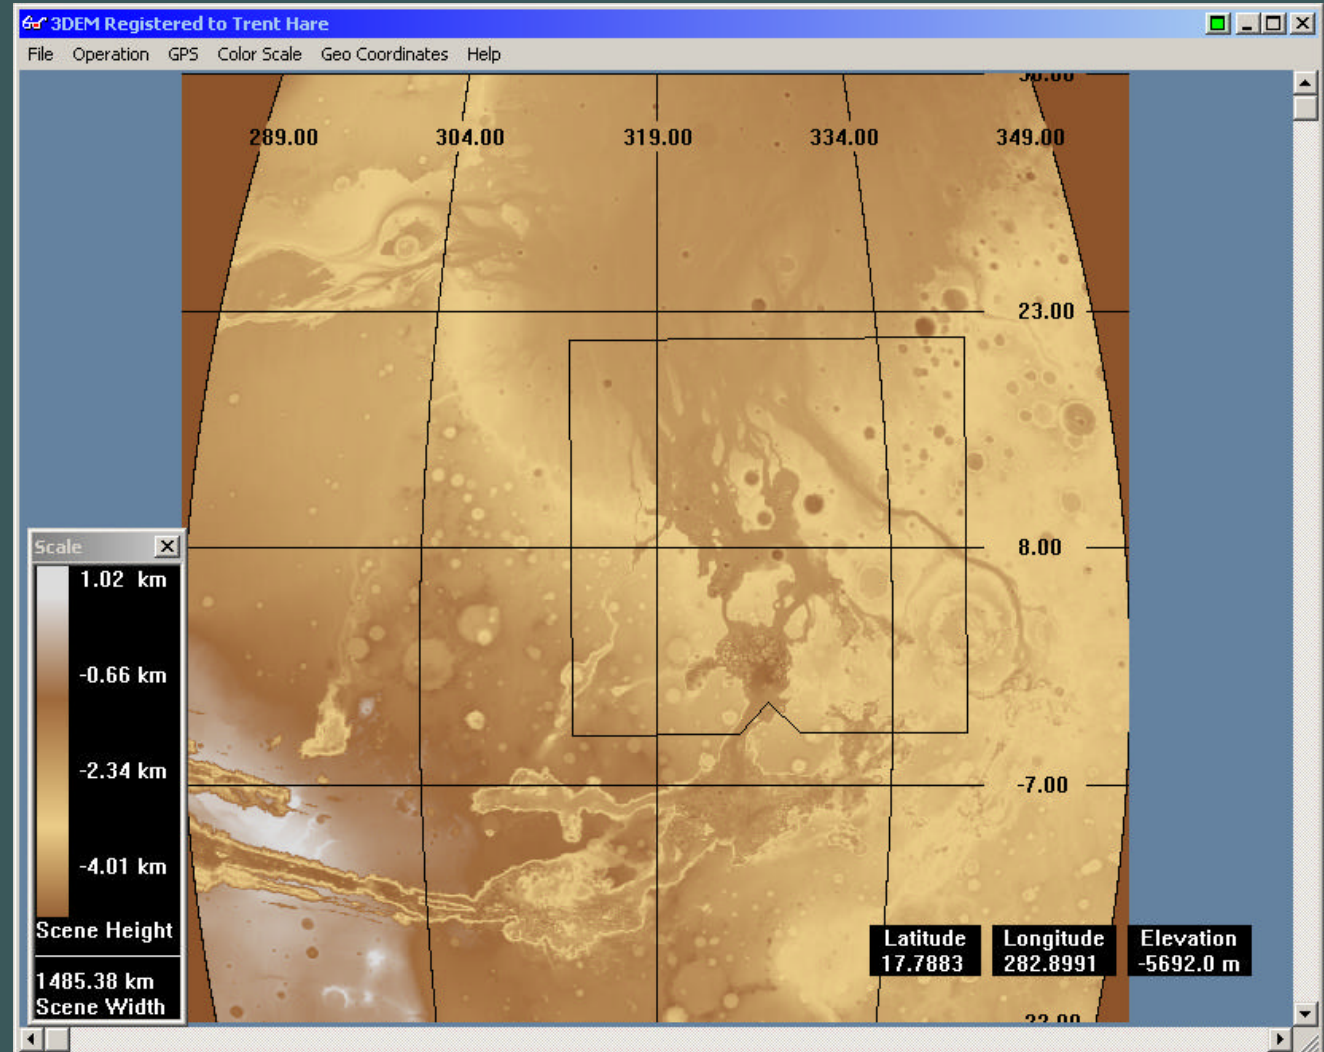 3DEM Registered to Trent Hare
File Operation GPS Color Scale Geo Coordinates Help
289.00 304.00 319.00 334.00 349.00
23.00
8.00
-7.00
Scale
1.02 km
-0.66 km
-2.34 km
-4.01 km
Scene Height
1485.38 km
Scene Width
Latitude
17.7883
Longitude
282.8991
Elevation
-5692.0 m